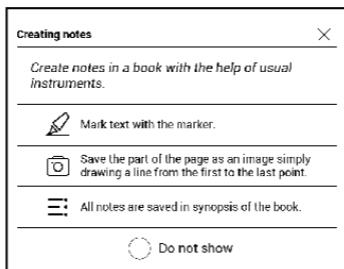 Creating notes
Create notes in a book with the help of usual
instruments.
Mark text with the marker.
Save the part of the page as an image simply
drawing a line from the first to the last point.
All notes are saved in synopsis of the book.
Do not show